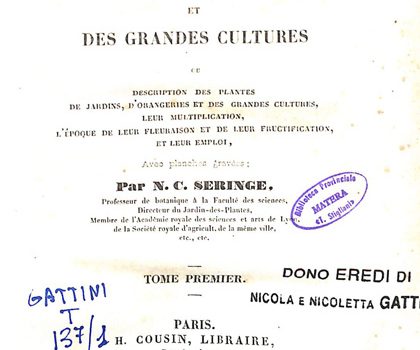 ET
DES GRANDES CULTURES
OU
DESCRIPTION DES PLANTES
DE JARDINS, D'ORANGERIES ET DES GRANDES CULTURES,
LEUR MULTIPLICATION,
L'ÉPOQUE DE LEUR FLEURAISON ET DE LEUR FRUCTIFICATION,
ET LEUR EMPLOI,
Avec planches gravées;
Par N. C. SERINGE,
Professeur de botanique à la Faculté des sciences,
Directeur du Jardin-des-Plantes,
Membre de l'Académie royale des sciences et arts de Lyon,
de la Société royale d'agricult. de la même ville,
etc., etc.
Biblioteca Provinciale
MATERA
cl. Stigliani
TOME PREMIER.
GATTINI
T
137/1
DONO EREDI DI
NICOLA E NICOLETTA GATT
PARIS.
H. COUSIN, LIBRAIRE,